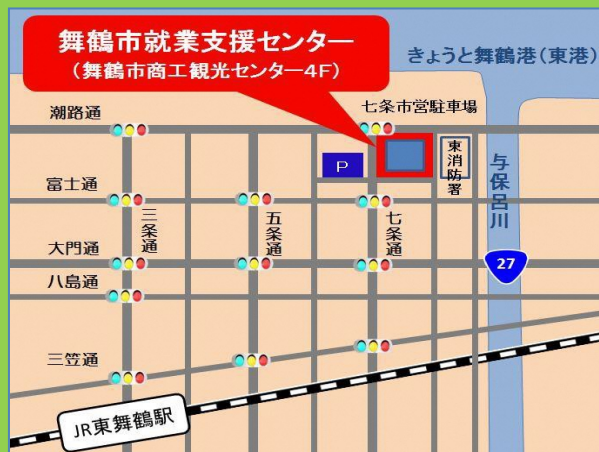 舞鶴市就業支援センター
(舞鶴市商工観光センター4F)
きょうと舞鶴港(東港)
潮路通
七条市営駐車場
P
東消防署
与保呂川
富士通
三条通
五条通
七条通
大門通
27
八島通
三笠通
JR東舞鶴駅